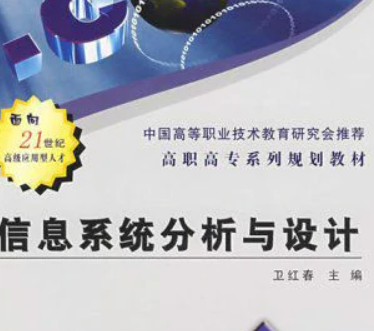 面向
21世纪
高级应用型人才
中国高等职业技术教育研究会推荐
高职高专系列规划教材
信息系统分析与设计
卫红春 主 编